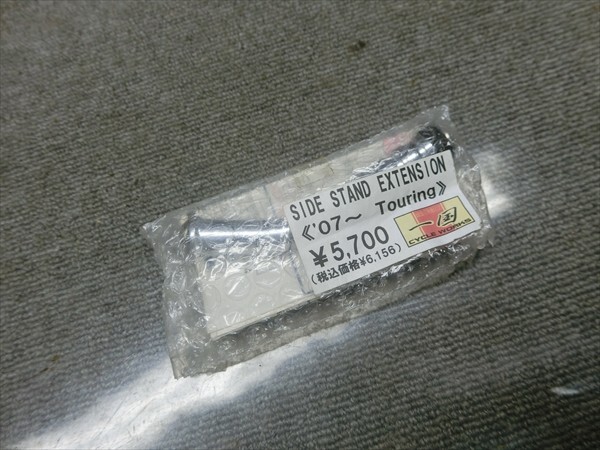 SIDE STAND EXTENSION
《'07～ Touring》
￥5,700
(税込価格¥6,156)
一国
CYCLE WORKS